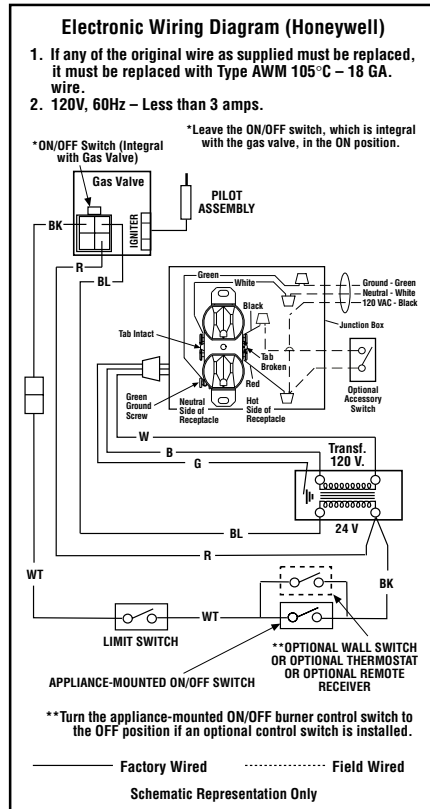 Electronic Wiring Diagram (Honeywell)
1. If any of the original wire as supplied must be replaced,
it must be replaced with Type AWM 105°C – 18 GA.
wire.
2. 120V, 60Hz – Less than 3 amps.
*Leave the ON/OFF switch, which is integral
with the gas valve, in the ON position.
*ON/OFF Switch (Integral
with Gas Valve)
Gas Valve
IGNITER
PILOT
ASSEMBLY
BK
R
BL
Green
White
Black
Ground - Green
Neutral - White
120 VAC - Black
Junction Box
Tab Intact
Tab
Broken
Red
Green
Ground
Screw
Neutral
Side of
Receptacle
Hot
Side of
Receptacle
Optional
Accessory
Switch
W
B
G
Transf.
120 V.
24 V
BL
R
WT
BK
WT
LIMIT SWITCH
**OPTIONAL WALL SWITCH
OR OPTIONAL THERMOSTAT
OR OPTIONAL REMOTE
RECEIVER
APPLIANCE-MOUNTED ON/OFF SWITCH
**Turn the appliance-mounted ON/OFF burner control switch to
the OFF position if an optional control switch is installed.
Factory Wired
Field Wired
Schematic Representation Only